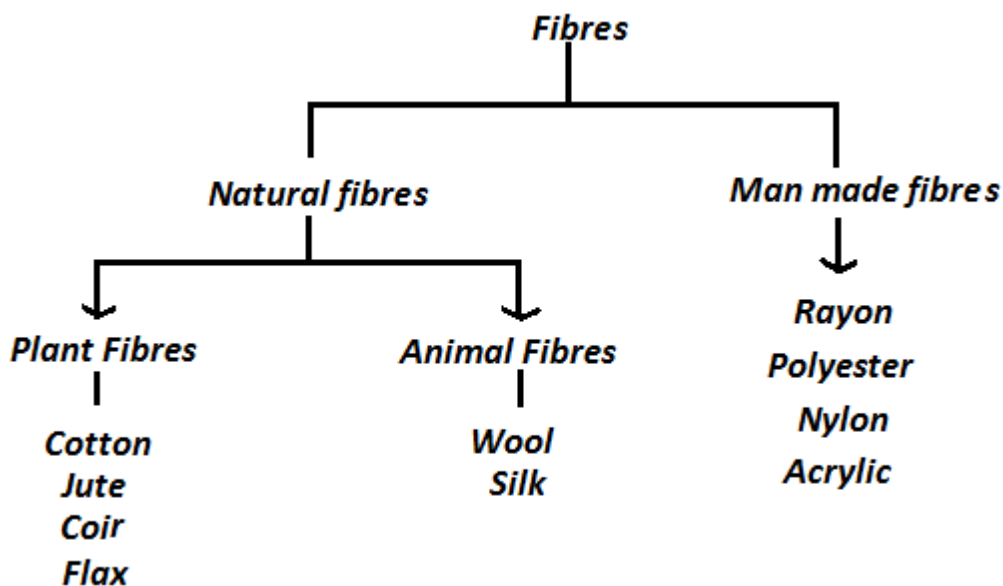 Fibres
Natural fibres
Man made fibres
Plant Fibres
Animal Fibres
Rayon
Polyester
Nylon
Acrylic
Cotton
Jute
Coir
Flax
Wool
Silk